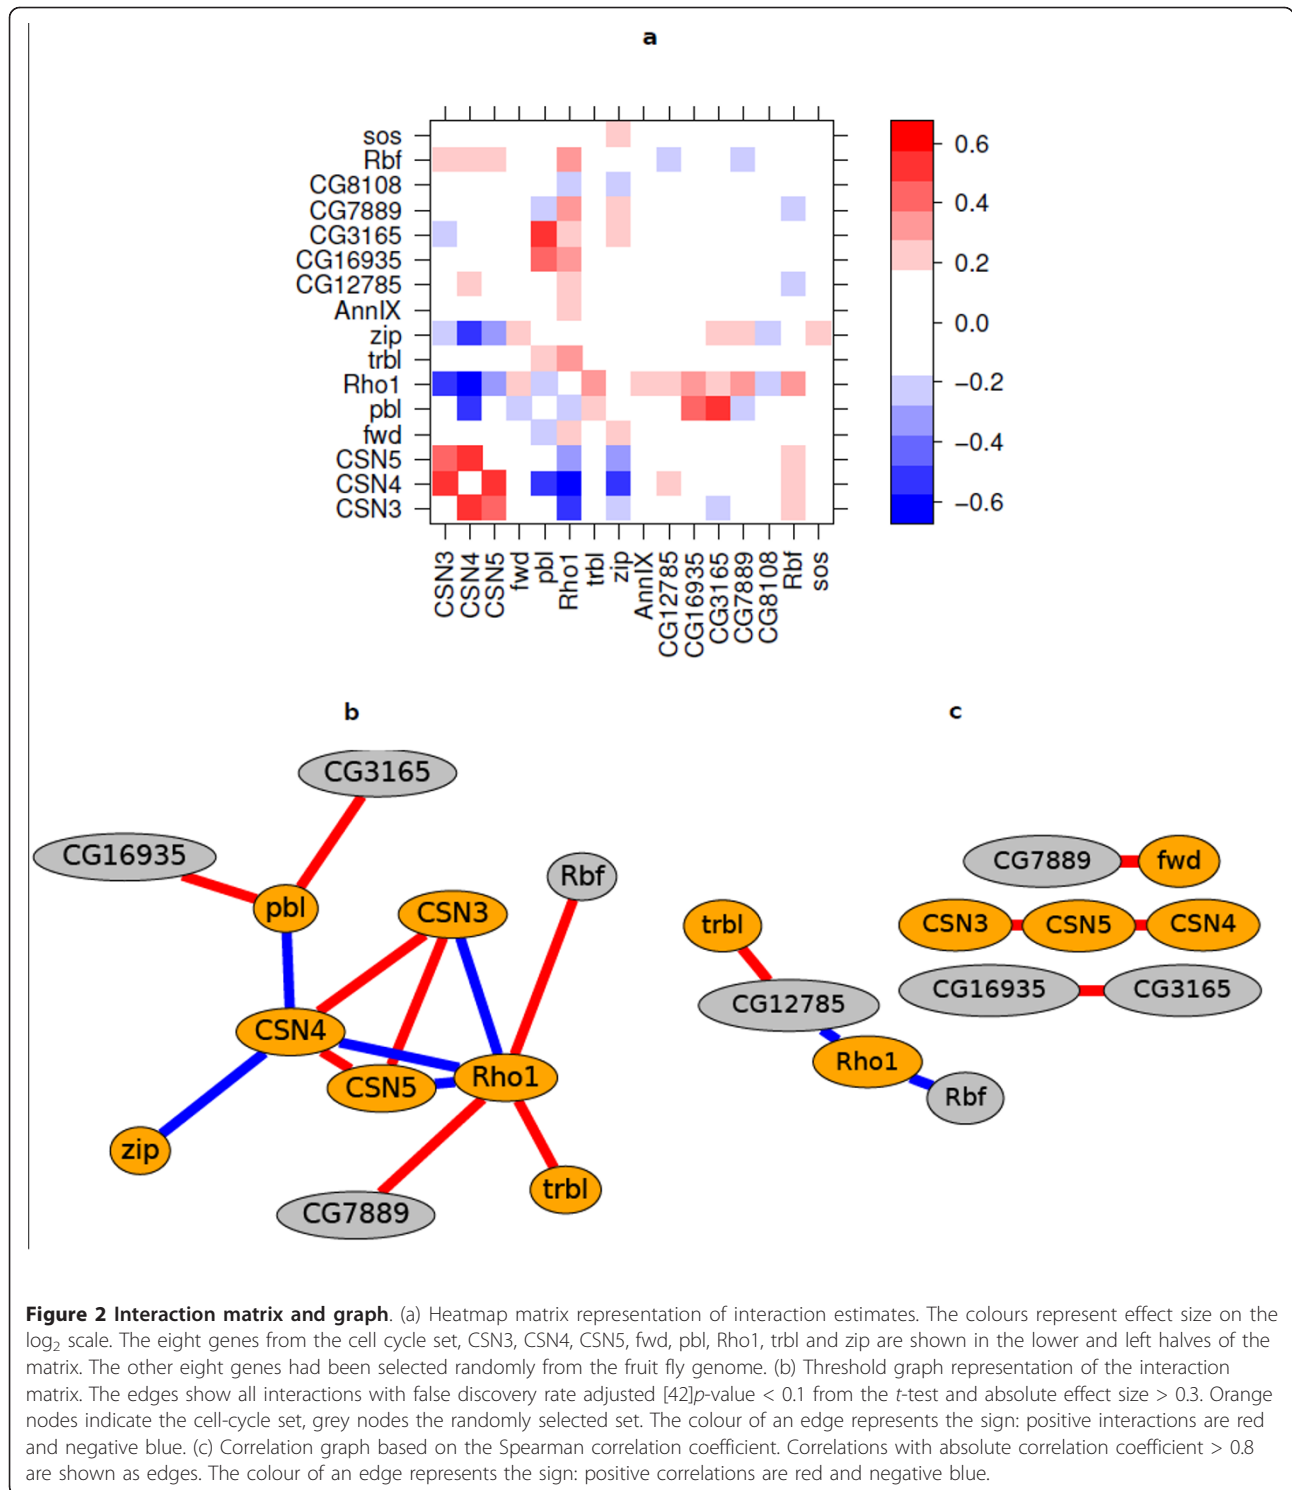 a
sos
Rbf
CG8108
CG7889
CG3165
CG16935
CG12785
AnnIX
zip
trbl
Rho1
pbl
fwd
CSN5
CSN4
CSN3
0.6
0.4
0.2
0.0
−0.2
−0.4
−0.6
CSN3
CSN4
CSN5
fwd
pbl
Rho1
trbl
zip
AnnIX
CG12785
CG16935
CG3165
CG7889
CG8108
Rbf
sos
b
CG3165
CG16935
pbl
CSN3
Rbf
CSN4
CSN5
Rho1
zip
CG7889
trbl
c
CG7889
fwd
trbl
CSN3
CSN5
CSN4
CG12785
CG16935
CG3165
Rho1
Rbf
Figure 2 Interaction matrix and graph. (a) Heatmap matrix representation of interaction estimates. The colours represent effect size on the
log2 scale. The eight genes from the cell cycle set, CSN3, CSN4, CSN5, fwd, pbl, Rho1, trbl and zip are shown in the lower and left halves of the
matrix. The other eight genes had been selected randomly from the fruit fly genome. (b) Threshold graph representation of the interaction
matrix. The edges show all interactions with false discovery rate adjusted [42]p-value < 0.1 from the t-test and absolute effect size > 0.3. Orange
nodes indicate the cell-cycle set, grey nodes the randomly selected set. The colour of an edge represents the sign: positive interactions are red
and negative blue. (c) Correlation graph based on the Spearman correlation coefficient. Correlations with absolute correlation coefficient > 0.8
are shown as edges. The colour of an edge represents the sign: positive correlations are red and negative blue.